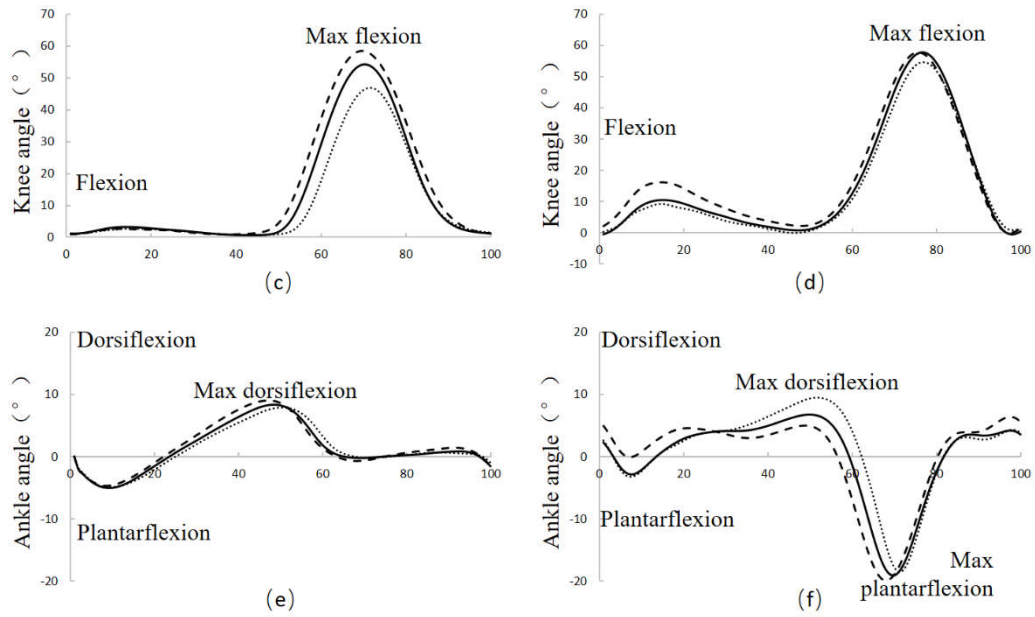 70
60
50
40
30
20
10
0
Knee angle ( ° )
Max flexion
Flexion
0 20 40 60 80 100
(c)
70
60
50
40
30
20
10
0
-10
Knee angle ( ° )
Max flexion
Flexion
0 20 40 60 80 100
(d)
20
10
0
-10
-20
Ankle angle ( ° )
Dorsiflexion
Max dorsiflexion
0 20 40 60 80 100
Plantarflexion
(e)
20
10
0
-10
-20
Ankle angle ( ° )
Dorsiflexion
Max dorsiflexion
0 20 40 60 80 100
Plantarflexion
Max
plantarflexion
(f)